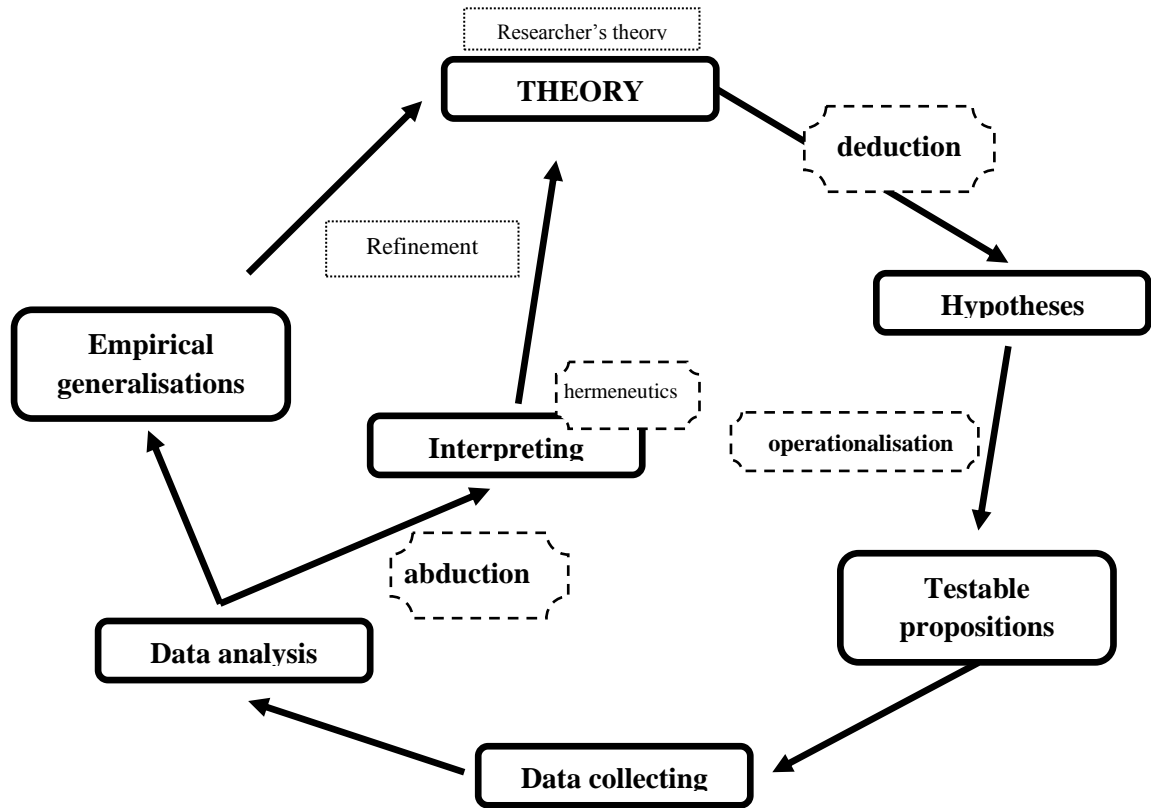 Researcher's theory
THEORY
deduction
Refinement
Hypotheses
Empirical
generalisations
hermeneutics
Interpreting
operationalisation
abduction
Testable
propositions
Data analysis
Data collecting